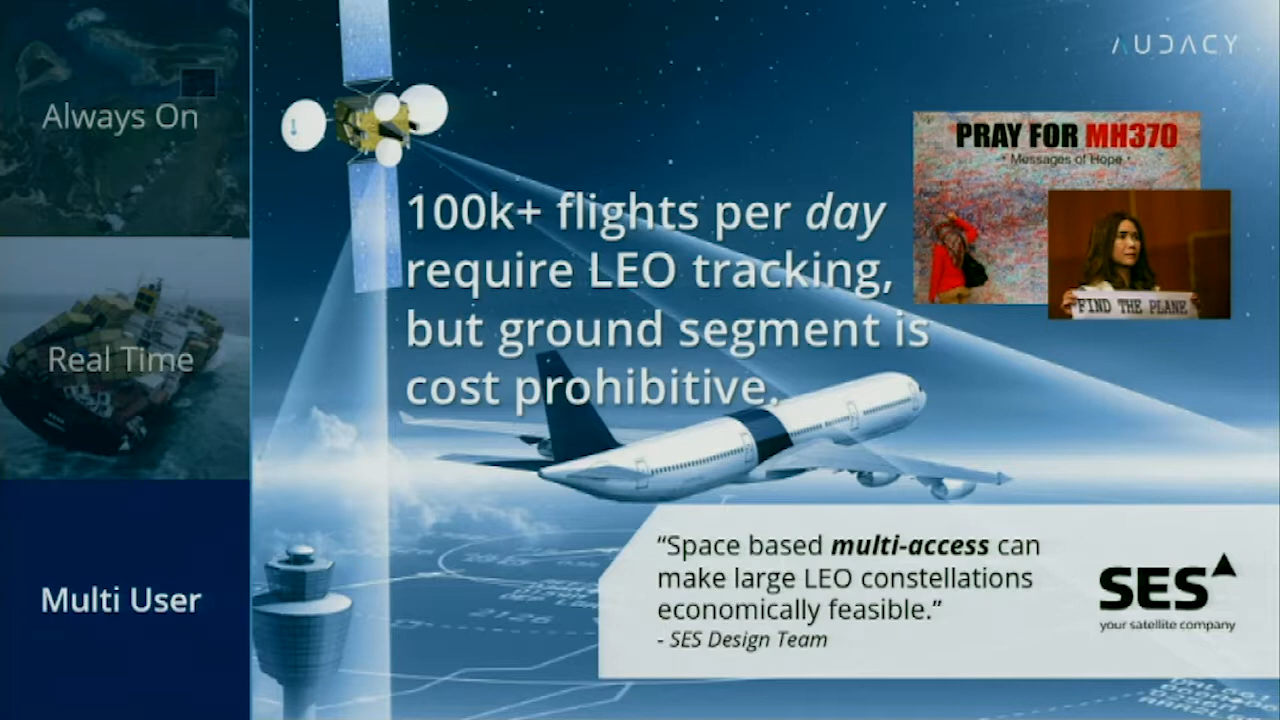 Always On
Real Time
Multi User
AUDACY
100k+ flights per day
require LEO tracking,
but ground segment is
cost prohibitive.
PRAY FOR MH370
* Messages of Hope *
FIND THE PLANE
“Space based multi-access can
make large LEO constellations
economically feasible.”
- SES Design Team
SES
your satellite company
2126